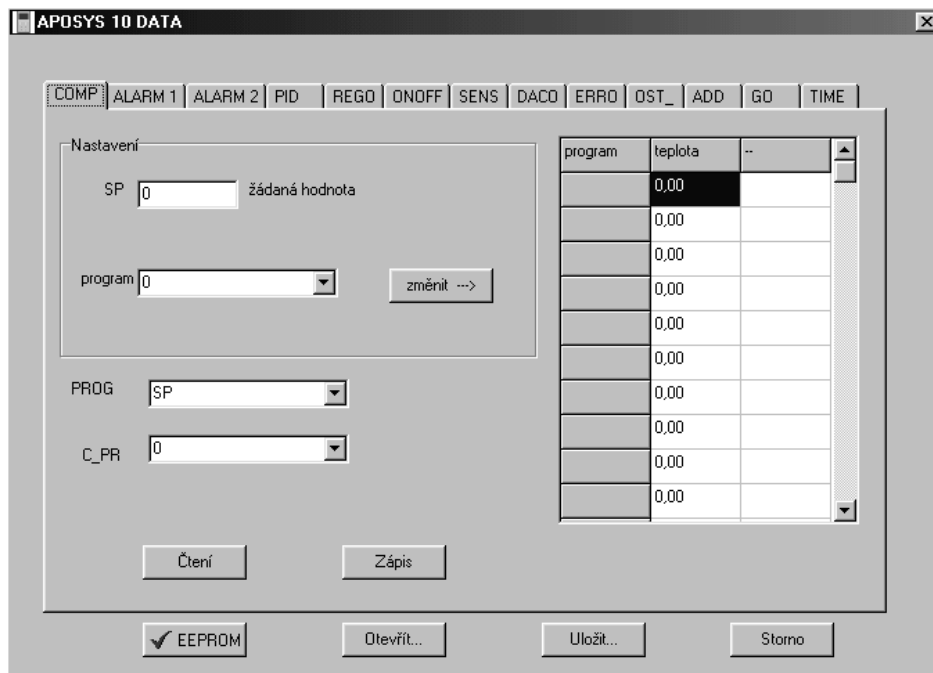 APOSYS 10 DATA
COMP ALARM 1 ALARM 2 PID REGO ONOFF SENS DACO ERRO OST_ ADD GO TIME
Nastavení
SP 0 žádaná hodnota
program 0 změnit --->
PROG SP
C_PR 0
program teplota --
0,00
0,00
0,00
0,00
0,00
0,00
0,00
0,00
0,00
0,00
Čtení Zápis
EEPROM Otevřít... Uložit... Storno